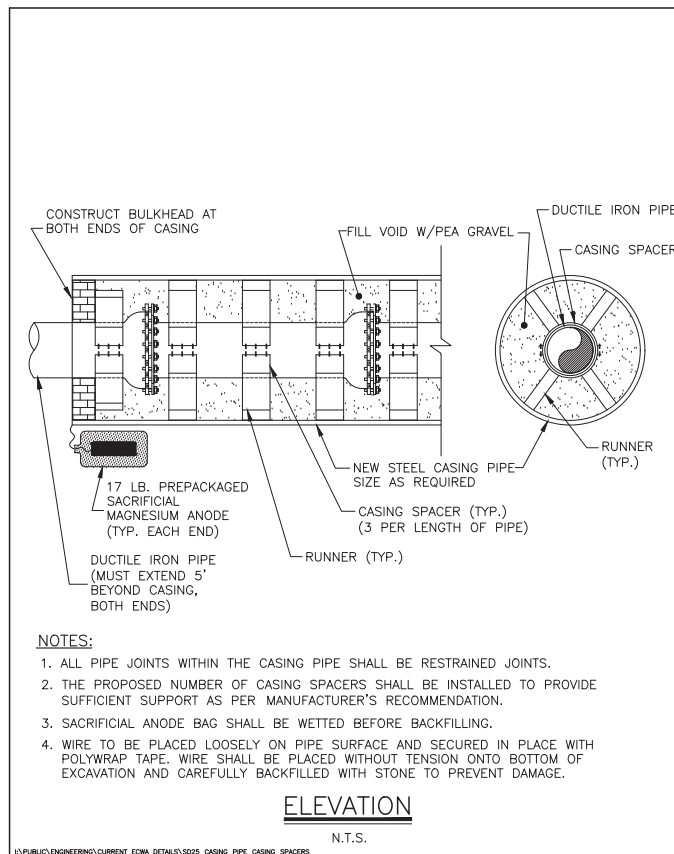 CONSTRUCT BULKHEAD AT
BOTH ENDS OF CASING
FILL VOID W/PEA GRAVEL
DUCTILE IRON PIPE
CASING SPACER
RUNNER
(TYP.)
NEW STEEL CASING PIPE
SIZE AS REQUIRED
17 LB. PREPACKAGED
SACRIFICIAL
MAGNESIUM ANODE
(TYP. EACH END)
CASING SPACER (TYP.)
(3 PER LENGTH OF PIPE)
RUNNER (TYP.)
DUCTILE IRON PIPE
(MUST EXTEND 5'
BEYOND CASING,
BOTH ENDS)
NOTES:
1. ALL PIPE JOINTS WITHIN THE CASING PIPE SHALL BE RESTRAINED JOINTS.
2. THE PROPOSED NUMBER OF CASING SPACERS SHALL BE INSTALLED TO PROVIDE
SUFFICIENT SUPPORT AS PER MANUFACTURER'S RECOMMENDATION.
3. SACRIFICIAL ANODE BAG SHALL BE WETTED BEFORE BACKFILLING.
4. WIRE TO BE PLACED LOOSELY ON PIPE SURFACE AND SECURED IN PLACE WITH
POLYWRAP TAPE. WIRE SHALL BE PLACED WITHOUT TENSION ONTO BOTTOM OF
EXCAVATION AND CAREFULLY BACKFILLED WITH STONE TO PREVENT DAMAGE.
ELEVATION
N.T.S.
I:\PUBLIC\ENGINEERING\CURRENT ECWA DETAILS\SD25 CASING PIPE CASING SPACERS